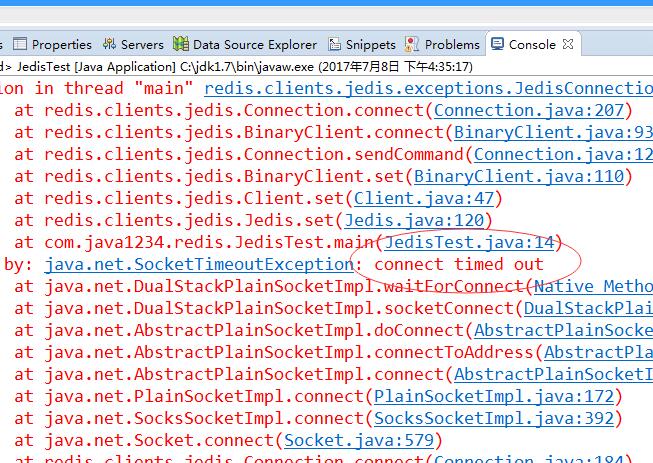 Properties Servers Data Source Explorer Snippets Problems Console
d> JedisTest [Java Application] C:\jdk1.7\bin\javaw.exe (2017年7月8日 下午4:35:17)
ion in thread "main" redis.clients.jedis.exceptions.JedisConnection
at redis.clients.jedis.Connection.connect(Connection.java:207)
at redis.clients.jedis.BinaryClient.connect(BinaryClient.java:93
at redis.clients.jedis.Connection.sendCommand(Connection.java:12
at redis.clients.jedis.BinaryClient.set(BinaryClient.java:110)
at redis.clients.jedis.Client.set(Client.java:47)
at redis.clients.jedis.Jedis.set(Jedis.java:120)
at com.java1234.redis.JedisTest.main(JedisTest.java:14)
by: java.net.SocketTimeoutException: connect timed out
at java.net.DualStackPlainSocketImpl.waitForConnect(Native Metho
at java.net.DualStackPlainSocketImpl.socketConnect(DualStackPlai
at java.net.AbstractPlainSocketImpl.doConnect(AbstractPlainSocke
at java.net.AbstractPlainSocketImpl.connectToAddress(AbstractPla
at java.net.AbstractPlainSocketImpl.connect(AbstractPlainSocketI
at java.net.PlainSocketImpl.connect(PlainSocketImpl.java:172)
at java.net.SocksSocketImpl.connect(SocksSocketImpl.java:392)
at java.net.Socket.connect(Socket.java:579)
at redis.clients.jedis.Connection.connect(Connection.java:184)